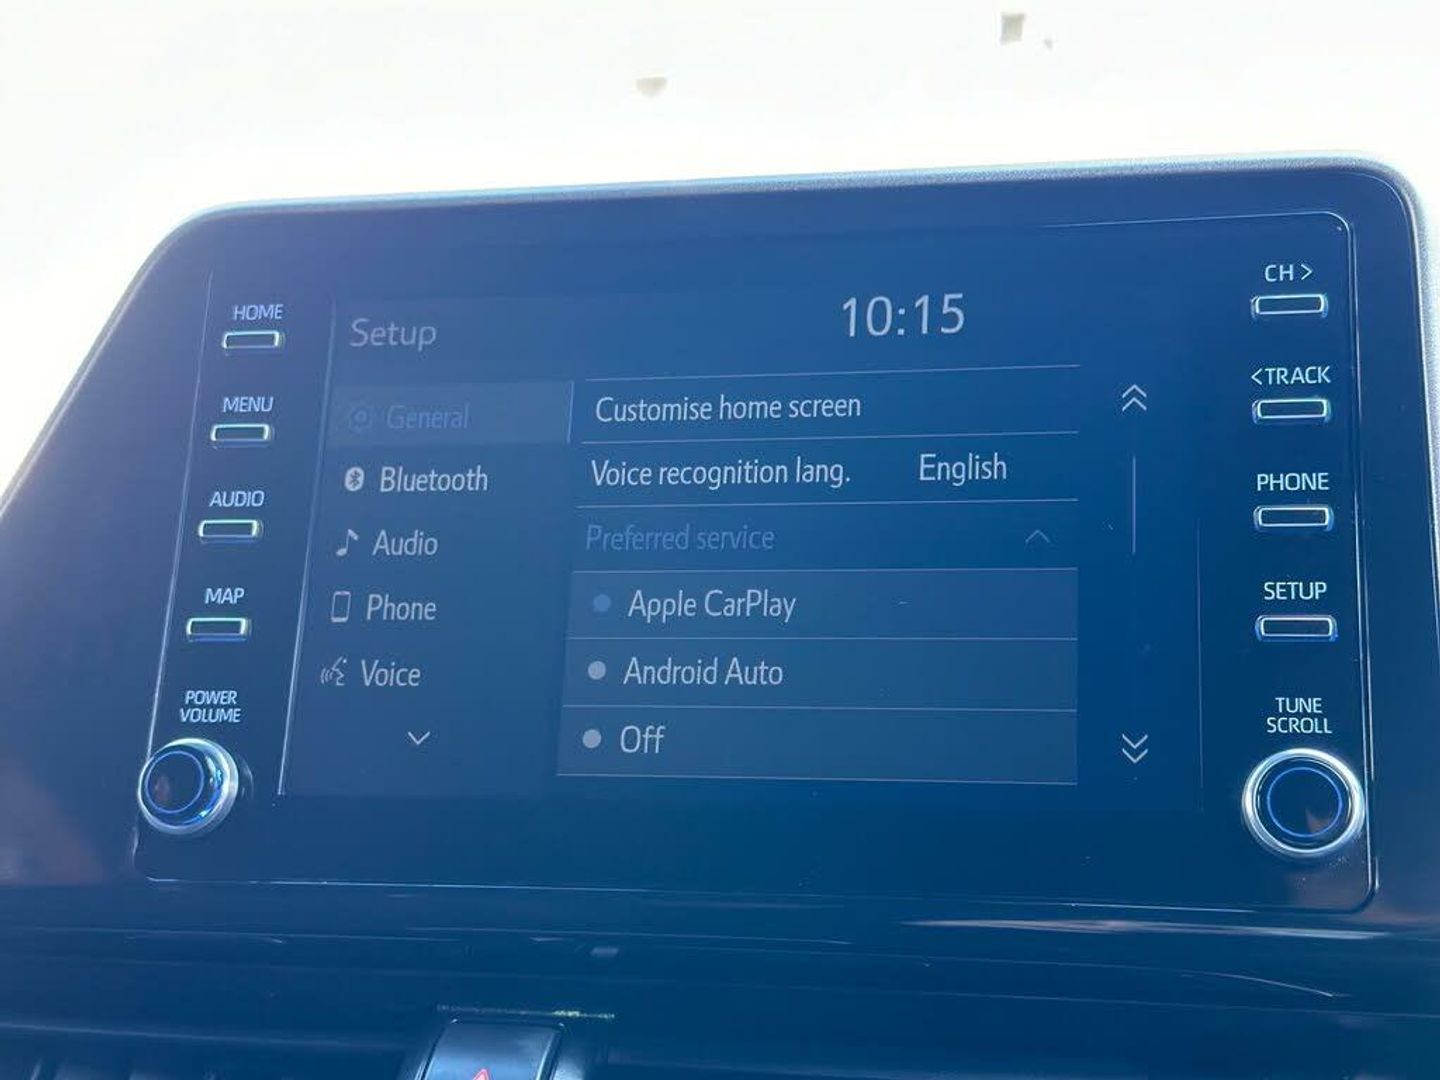 HOME
MENU
AUDIO
MAP
POWER
VOLUME
Setup
10:15
General
Bluetooth
Audio
Phone
Voice
Customise home screen
Voice recognition lang. English
Preferred service
Apple CarPlay
Android Auto
Off
CH >
< TRACK
PHONE
SETUP
TUNE
SCROLL